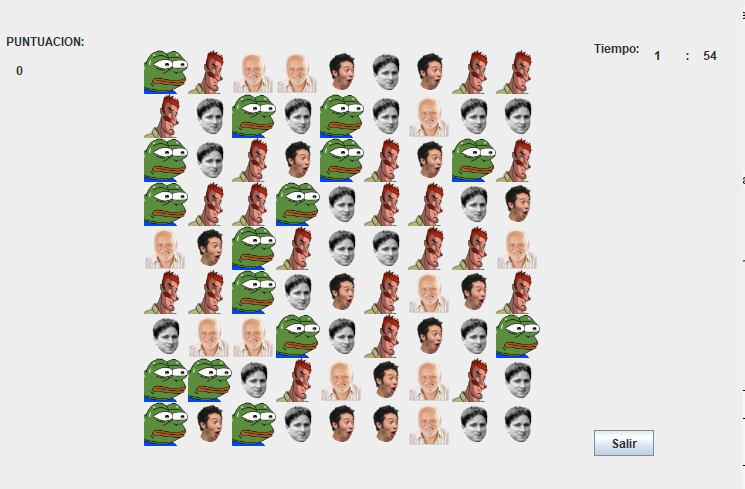 PUNTUACION:
0
Tiempo: 1 : 54
Salir